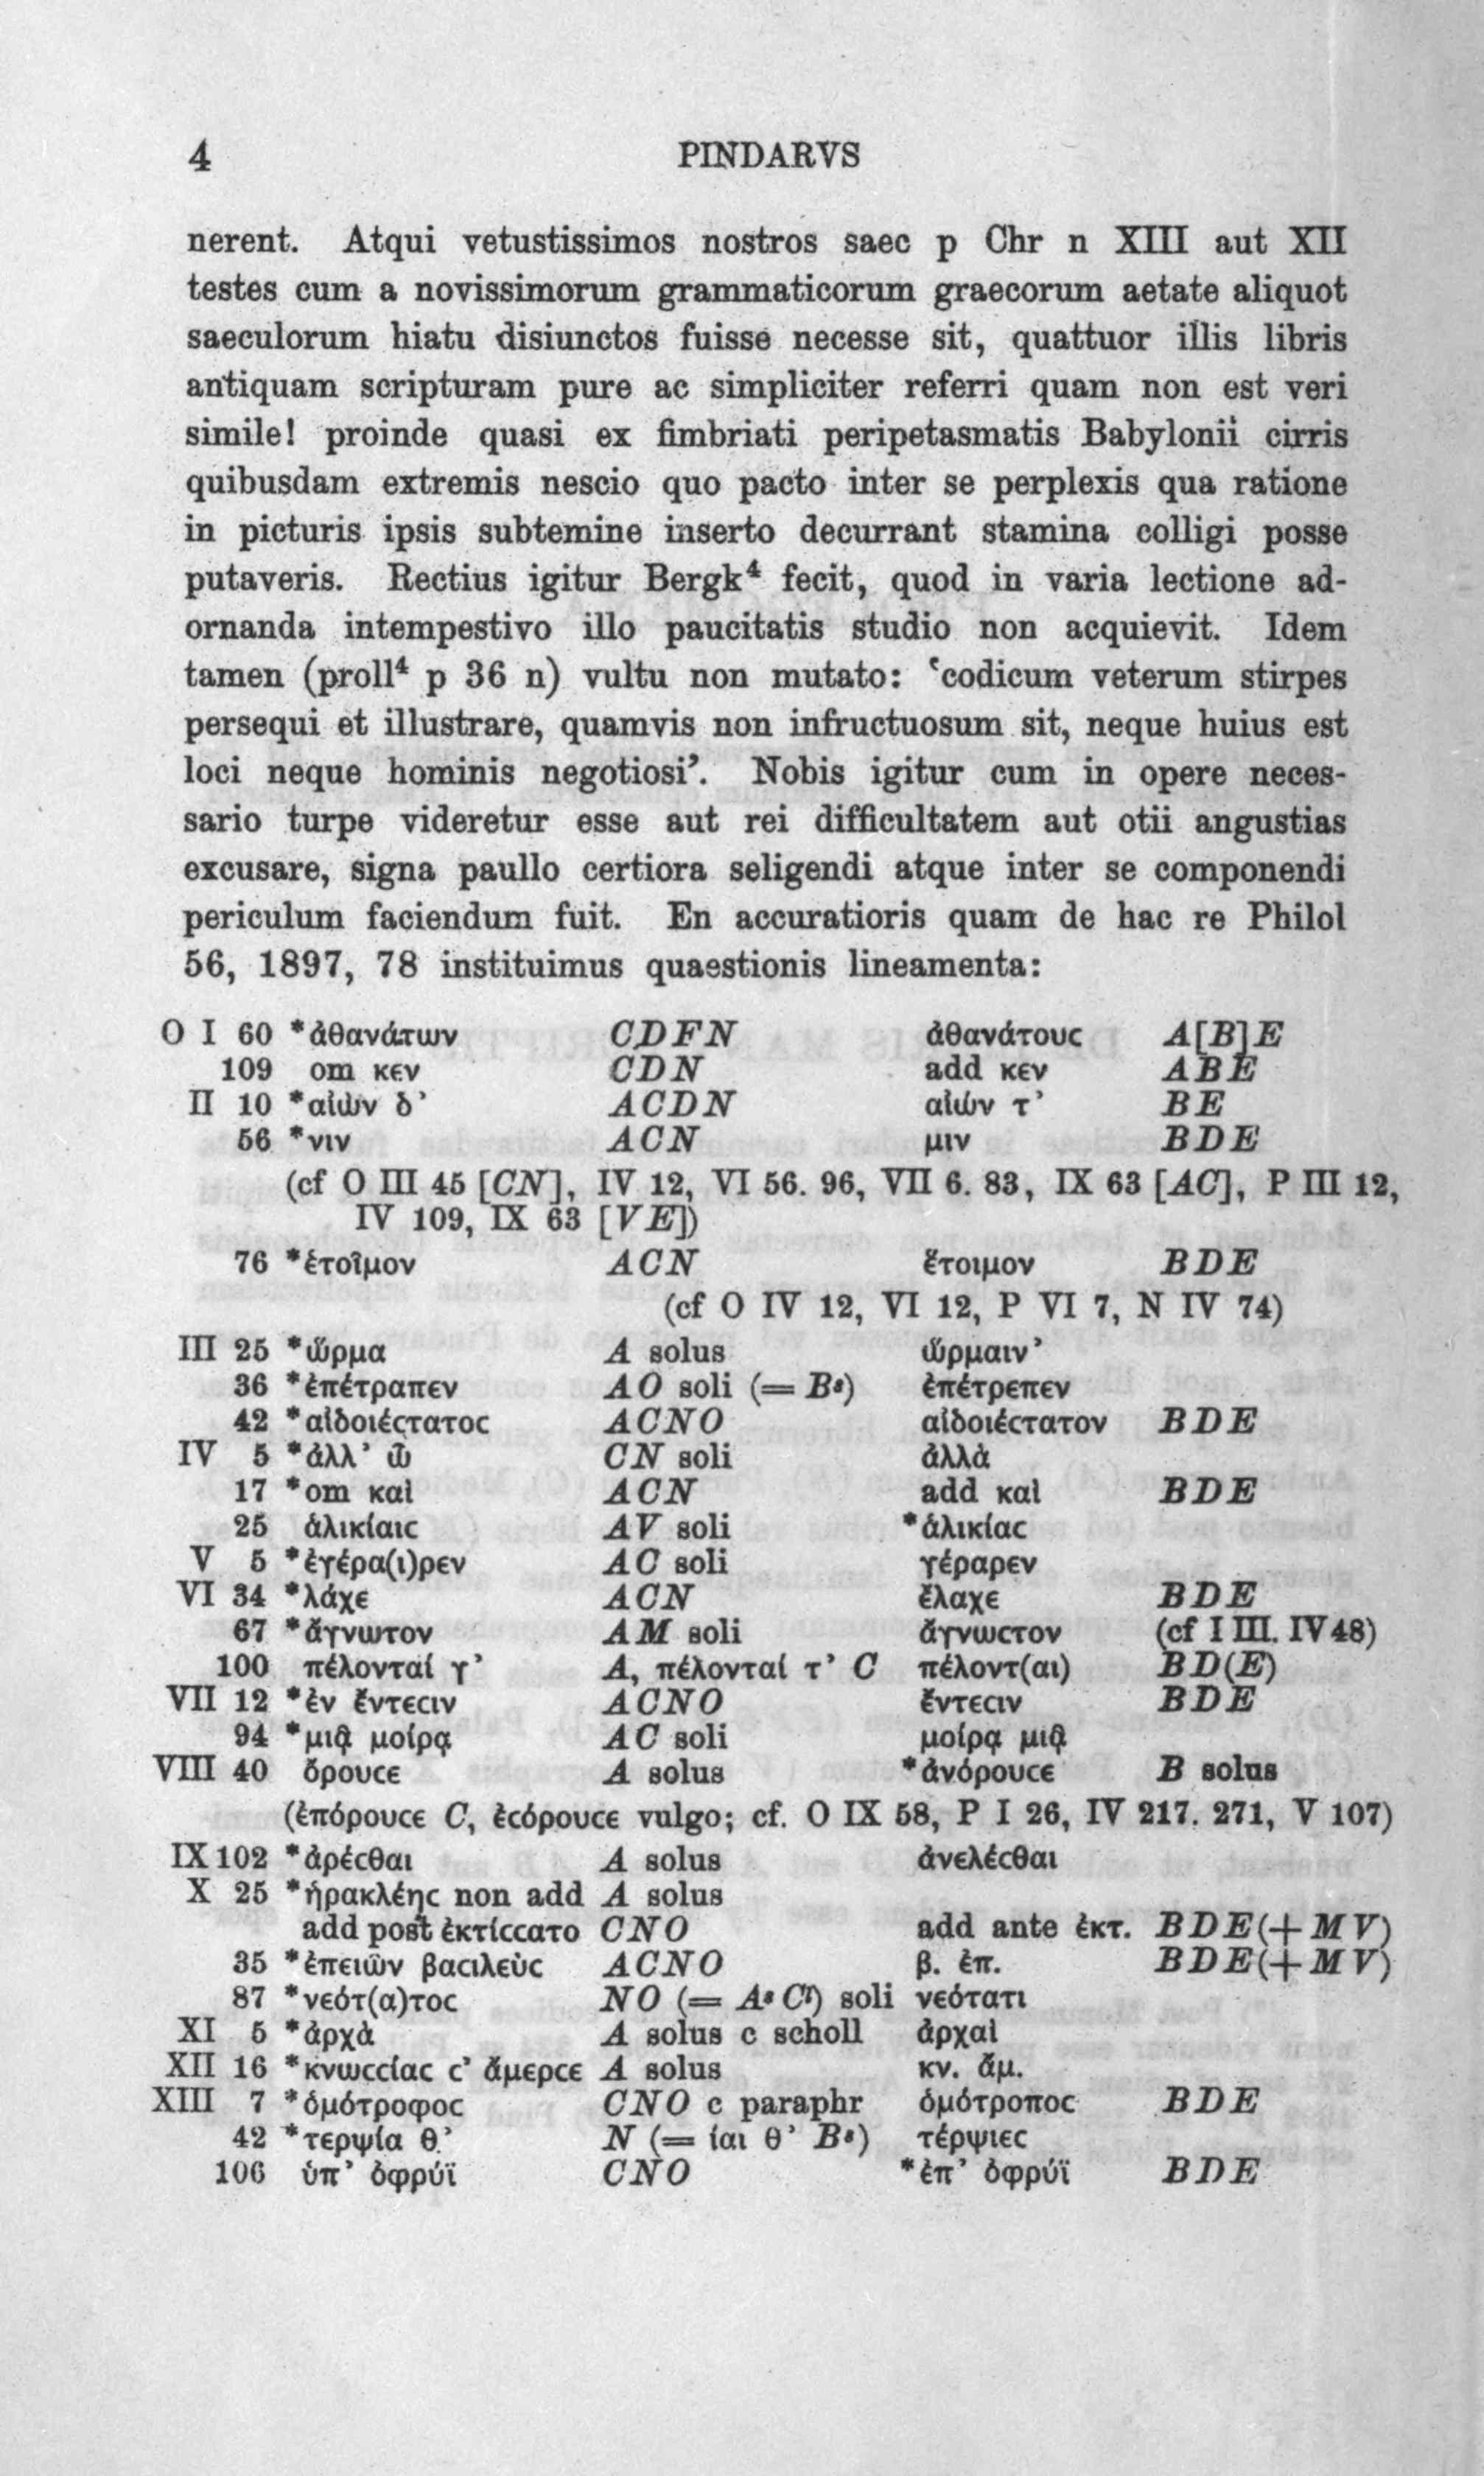 4 PINDARVS
nerent. Atqui vetustissimos nostros saec p Chr n XIII aut XII
testes cum a novissimorum grammaticorum graecorum aetate aliquot
saeculorum hiatu disiunctos fuisse necesse sit, quattuor illis libris
antiquam scripturam pure ac simpliciter referri quam non est veri
simile! proinde quasi ex fimbriati peripetasmatis Babylonii cirris
quibusdam extremis nescio quo pacto inter se perplexis qua ratione
in picturis ipsis subtemine inserto decurrant stamina colligi posse
putaveris. Rectius igitur Bergk⁴ fecit, quod in varia lectione ad-
ornanda intempestivo illo paucitatis studio non acquievit. Idem
tamen (proll⁴ p 36 n) vultu non mutato: ‘codicum veterum stirpes
persequi et illustrare, quamvis non infructuosum sit, neque huius est
loci neque hominis negotiosi’. Nobis igitur cum in opere neces-
sario turpe videretur esse aut rei difficultatem aut otii angustias
excusare, signa paullo certiora seligendi atque inter se componendi
periculum faciendum fuit. En accuratioris quam de hac re Philol
56, 1897, 78 instituimus quaestionis lineamenta:
O I 60 *ἀθανάτων CDFN ἀθανάτουϲ A[B]E
109 om κεν CDN add κεν ABE
II 10 *αἰὼν δ’ ACDN αἰών τ’ BE
56 *νιν ACN μιν BDE
(cf O III 45 [CN], IV 12, VI 56. 96, VII 6. 83, IX 63 [AC], P III 12,
IV 109, IX 63 [VE])
76 *ἑτοῖμον ACN ἕτοιμον BDE
(cf O IV 12, VI 12, P VI 7, N IV 74)
III 25 *ὥρμα A solus ὥρμαιν’
36 *ἐπέτραπεν AO soli (= Bˢ) ἐπέτρεπεν
42 *αἰδοιέϲτατοϲ ACNO αἰδοιέϲτατον BDE
IV 5 *ἀλλ’ ὦ CN soli ἀλλὰ
17 *om καὶ ACN add καὶ BDE
25 ἁλικίαιϲ AV soli *ἁλικίαϲ
V 5 *ἐγέρα(ι)ρεν AC soli γέραρεν
VI 34 *λάχε ACN ἔλαχε BDE
67 *ἄγνωτον AM soli ἄγνωϲτον (cf I III. IV 48)
100 πέλονταί γ’ A, πέλονταί τ’ C πέλοντ(αι) BD(E)
VII 12 *ἐν ἔντεϲιν ACNO ἔντεϲιν BDE
94 *μιᾷ μοίρᾳ AC soli μοίρᾳ μιᾷ
VIII 40 ὄρουϲε A solus *ἀνόρουϲε B solus
(ἐπόρουϲε C, ἐϲόρουϲε vulgo; cf. O IX 58, P I 26, IV 217. 271, V 107)
IX 102 *ἀρέϲθαι A solus ἀνελέϲθαι
X 25 *ἡρακλέηϲ non add A solus
add post ἐκτίϲϲατο CNO add ante ἐκτ. BDE(+MV)
35 *ἐπειῶν βαϲιλεὺϲ ACNO β. ἐπ. BDE(+MV)
87 *νεότ(α)τοϲ NO (= Aˢ Cˡ) soli νεότατι
XI 5 *ἀρχὰ A solus c scholl ἀρχαὶ
XII 16 *κνωϲϲίαϲ ϲ’ ἄμερϲε A solus κν. ἄμ.
XIII 7 *ὁμότροφοϲ CNO c paraphr ὁμότροποϲ BDE
42 *τερψία θ’ N (= ίαι θ’ Bˢ) τέρψιεϲ
106 ὑπ’ ὀφρύϊ CNO *ἐπ’ ὀφρύϊ BDE